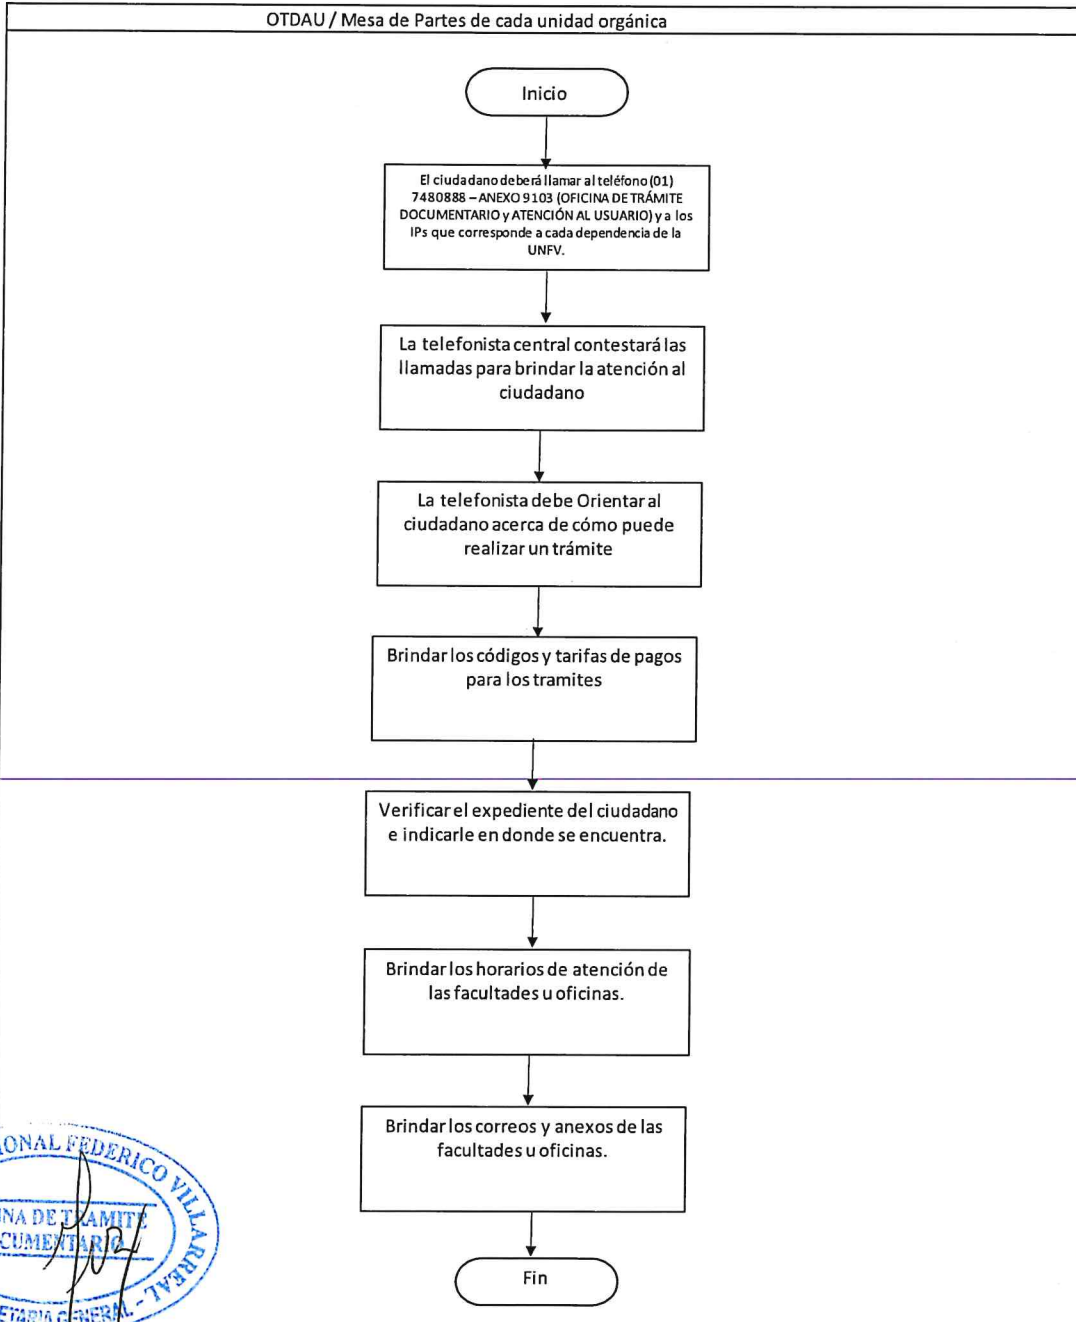 OTDAU / Mesa de Partes de cada unidad orgánica
Inicio
El ciudadano deberá llamar al teléfono (01)
7480888 – ANEXO 9103 (OFICINA DE TRÁMITE
DOCUMENTARIO y ATENCIÓN AL USUARIO) y a los
IPs que corresponde a cada dependencia de la
UNFV.
La telefonista central contestará las
llamadas para brindar la atención al
ciudadano
La telefonista debe Orientar al
ciudadano acerca de cómo puede
realizar un trámite
Brindar los códigos y tarifas de pagos
para los tramites
Verificar el expediente del ciudadano
e indicarle en donde se encuentra.
Brindar los horarios de atención de
las facultades u oficinas.
Brindar los correos y anexos de las
facultades u oficinas.
Fin
IONAL FEDERICO VILLARREAL -
NA DE TRAMITE
CUMENTARIO
ETARIA GENERAL